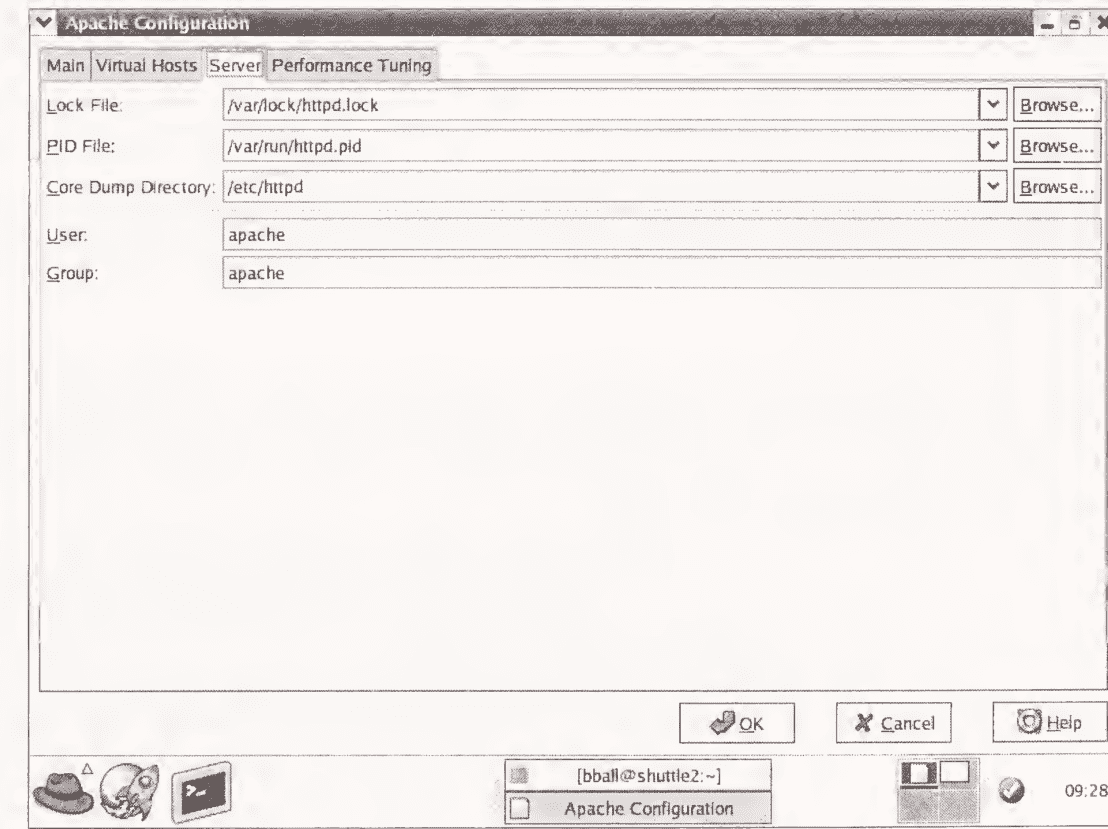 Apache Configuration
Main Virtual Hosts Server Performance Tuning
Lock File: /var/lock/httpd.lock Browse...
PID File: /var/run/httpd.pid Browse...
Core Dump Directory: /etc/httpd Browse...
User: apache
Group: apache
OK Cancel Help
[bball@shuttle2:~]
Apache Configuration
09:28